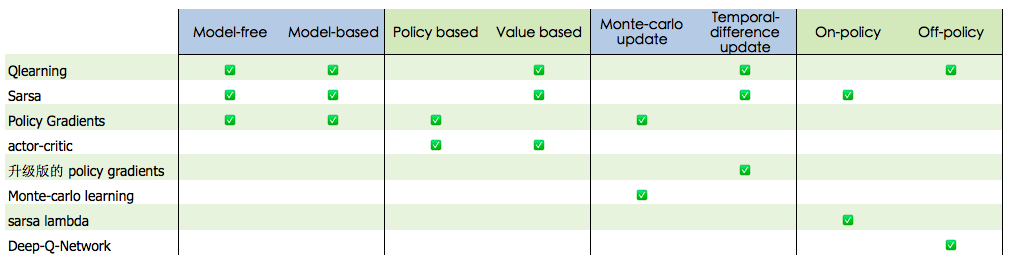 Model-free Model-based Policy based Value based Monte-carlo update Temporal-difference update On-policy Off-policy
Qlearning ✅ ✅ ✅ ✅ ✅
Sarsa ✅ ✅ ✅ ✅ ✅
Policy Gradients ✅ ✅ ✅ ✅
actor-critic ✅ ✅
升级版的 policy gradients ✅
Monte-carlo learning ✅
sarsa lambda ✅
Deep-Q-Network ✅